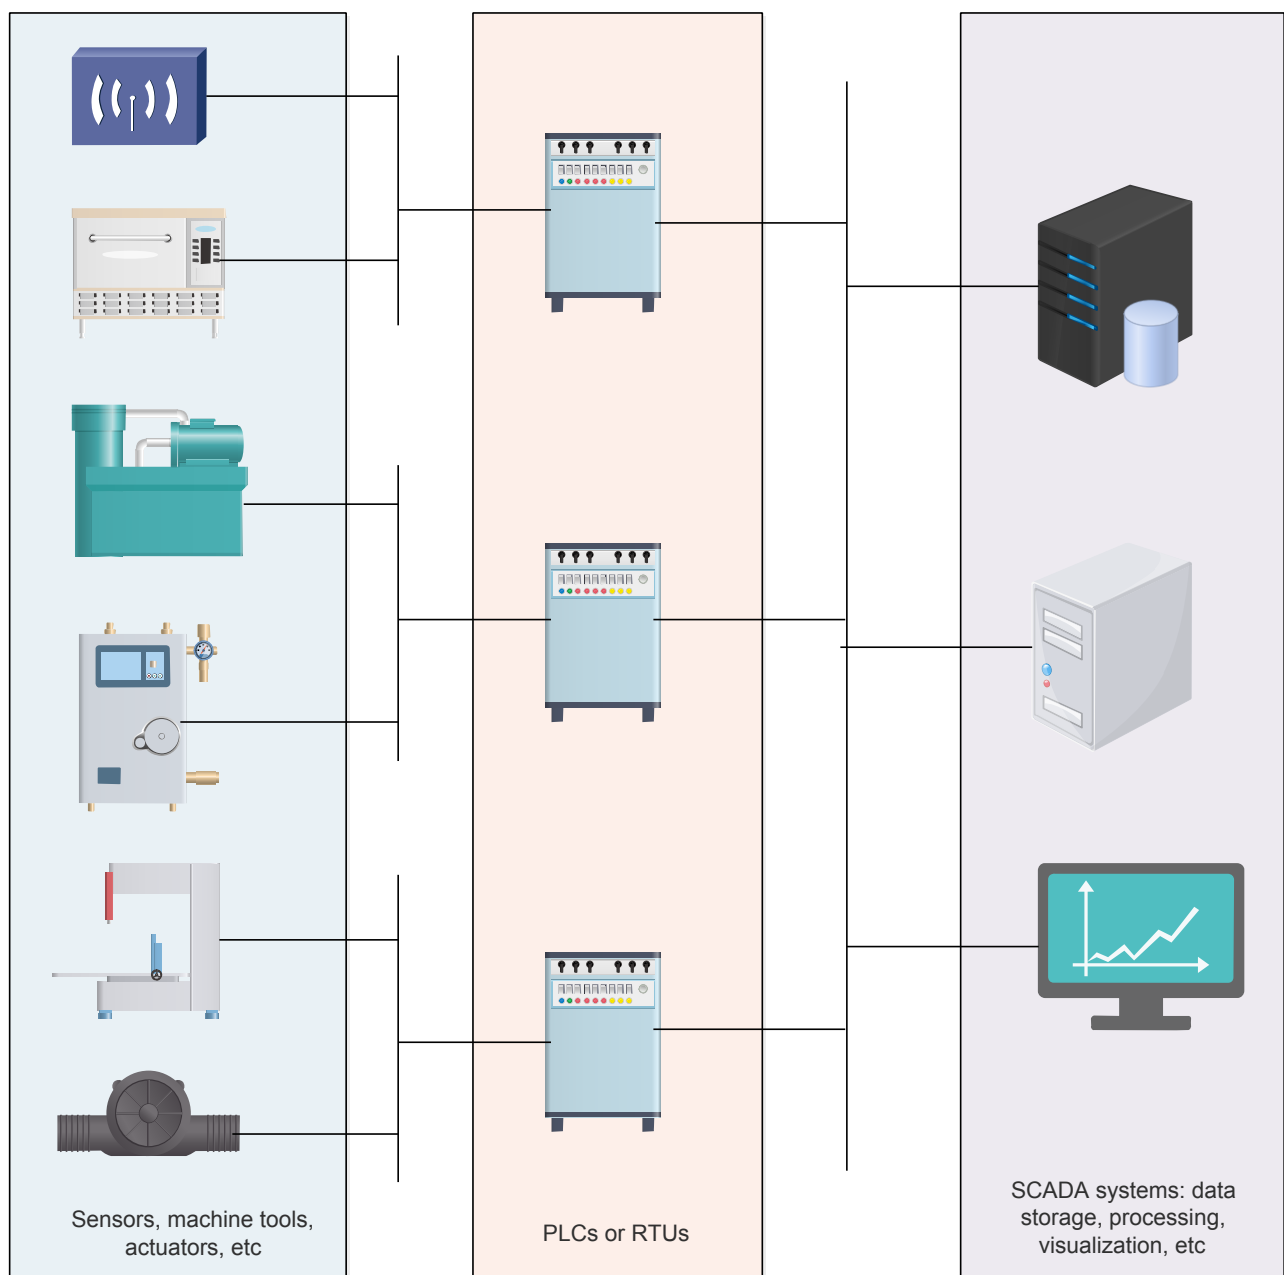 Sensors, machine tools,
actuators, etc
PLCs or RTUs
SCADA systems: data
storage, processing,
visualization, etc